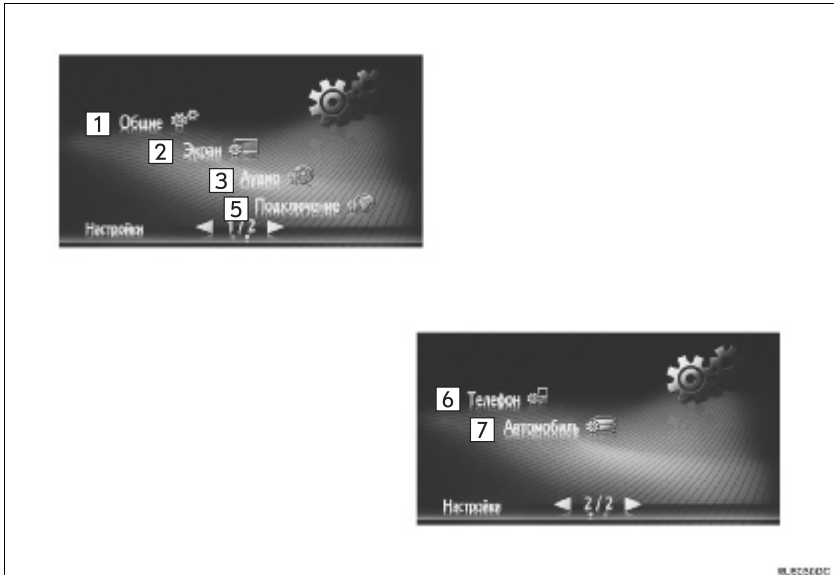 1 Общие
2 Экран
3 Аудио
5 Подключение
Настройки ◄ 1/2 ►
6 Телефон
7 Автомобиль
Настройки ◄ 2/2 ►